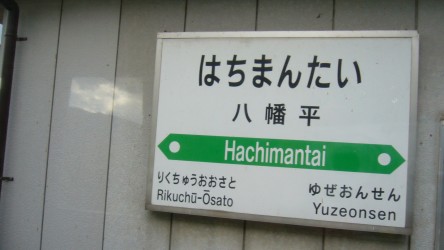 はちまんたい
八幡平
Hachimantai
りくちゅうおおさと
Rikuchū-Ōsato
ゆぜおんせん
Yuzeonsen